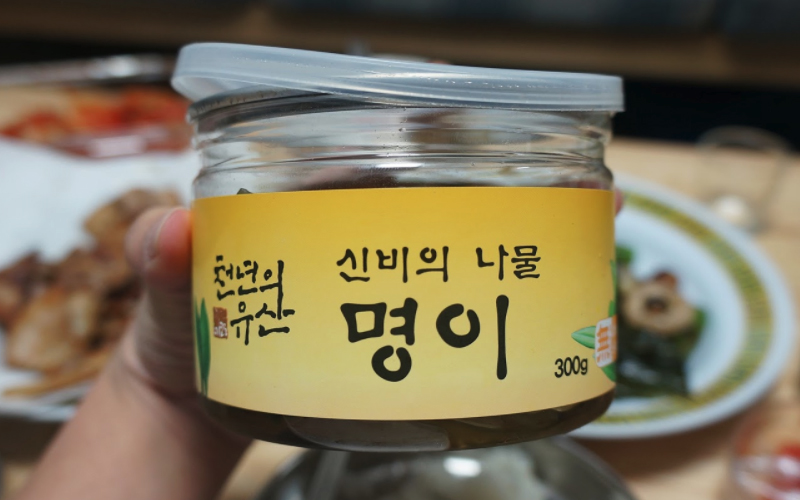 천년의
유산
신비의 나물
명이
300g